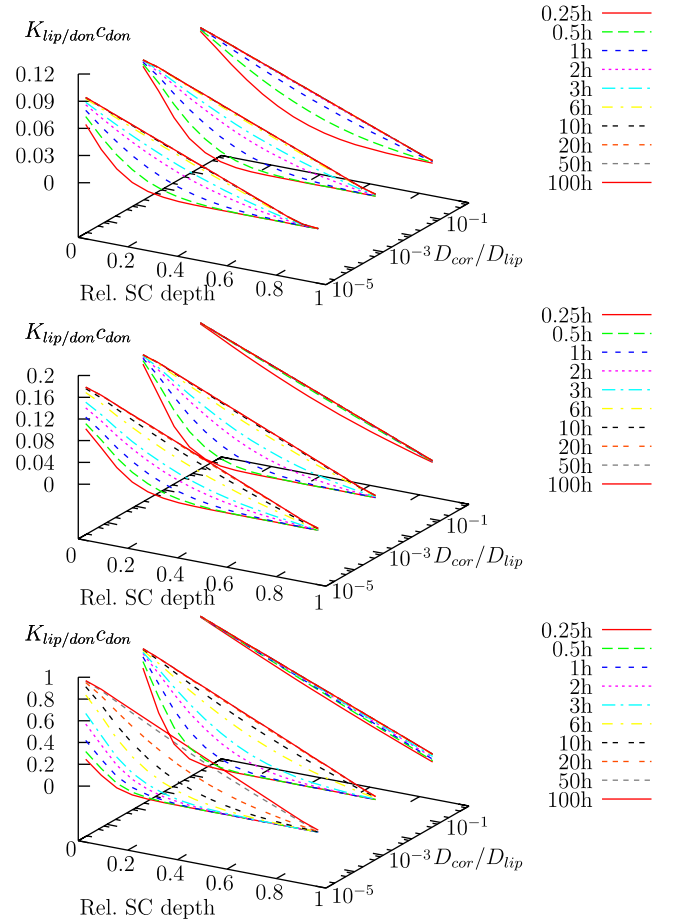 K_{lip/don}c_{don}
0.12
0.09
0.06
0.03
0
0
0.2
0.4
0.6
0.8
1
Rel. SC depth
10^{-5}
10^{-3}
10^{-1}
D_{cor}/D_{lip}
0.25h
0.5h
1h
2h
3h
6h
10h
20h
50h
100h
K_{lip/don}c_{don}
0.2
0.16
0.12
0.08
0.04
0
0
0.2
0.4
0.6
0.8
1
Rel. SC depth
10^{-5}
10^{-3}
10^{-1}
D_{cor}/D_{lip}
0.25h
0.5h
1h
2h
3h
6h
10h
20h
50h
100h
K_{lip/don}c_{don}
1
0.8
0.6
0.4
0.2
0
0
0.2
0.4
0.6
0.8
1
Rel. SC depth
10^{-5}
10^{-3}
10^{-1}
D_{cor}/D_{lip}
0.25h
0.5h
1h
2h
3h
6h
10h
20h
50h
100h